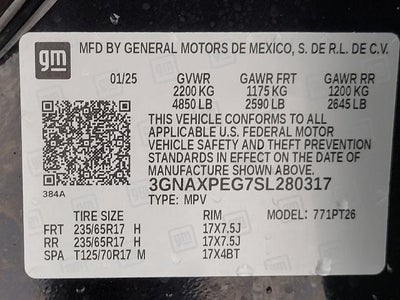 gm
MFD BY GENERAL MOTORS DE MEXICO, S. DE R.L. DE C.V.
01/25 GVWR GAWR FRT GAWR RR
2200 KG 1175 KG 1200 KG
4850 LB 2590 LB 2645 LB
THIS VEHICLE CONFORMS TO ALL
APPLICABLE U.S. FEDERAL MOTOR
VEHICLE SAFETY AND THEFT PREVENTION
STANDARDS IN EFFECT ON THE DATE OF
MANUFACTURE SHOWN ABOVE.
384A
3GNAXPEG7SL280317
TYPE: MPV
TIRE SIZE RIM MODEL: 771PT26
FRT 235/65R17 H 17X7.5J
RR 235/65R17 H 17X7.5J
SPA T125/70R17 M 17X4BT